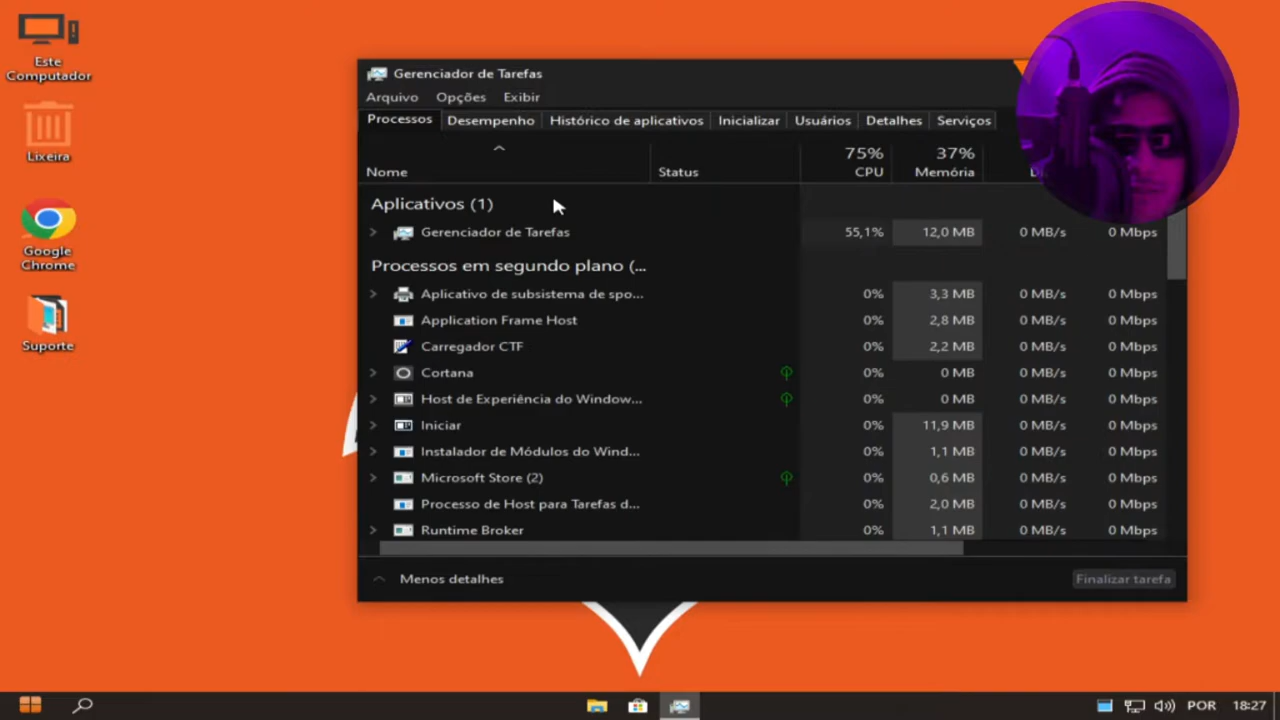 Este
Computador
Lixeira
Google
Chrome
Suporte
Gerenciador de Tarefas
Arquivo Opções Exibir
Processos Desempenho Histórico de aplicativos Inicializar Usuários Detalhes Serviços
75% 37%
Nome Status CPU Memória
Aplicativos (1)
Gerenciador de Tarefas 55,1% 12,0 MB 0 MB/s 0 Mbps
Processos em segundo plano (...
Aplicativo de subsistema de spo... 0% 3,3 MB 0 MB/s 0 Mbps
Application Frame Host 0% 2,8 MB 0 MB/s 0 Mbps
Carregador CTF 0% 2,2 MB 0 MB/s 0 Mbps
Cortana 0% 0 MB 0 MB/s 0 Mbps
Host de Experiência do Window... 0% 0 MB 0 MB/s 0 Mbps
Iniciar 0% 11,9 MB 0 MB/s 0 Mbps
Instalador de Módulos do Wind... 0% 1,1 MB 0 MB/s 0 Mbps
Microsoft Store (2) 0% 0,6 MB 0 MB/s 0 Mbps
Processo de Host para Tarefas d... 0% 2,0 MB 0 MB/s 0 Mbps
Runtime Broker 0% 1,1 MB 0 MB/s 0 Mbps
Menos detalhes Finalizar tarefa
POR 18:27